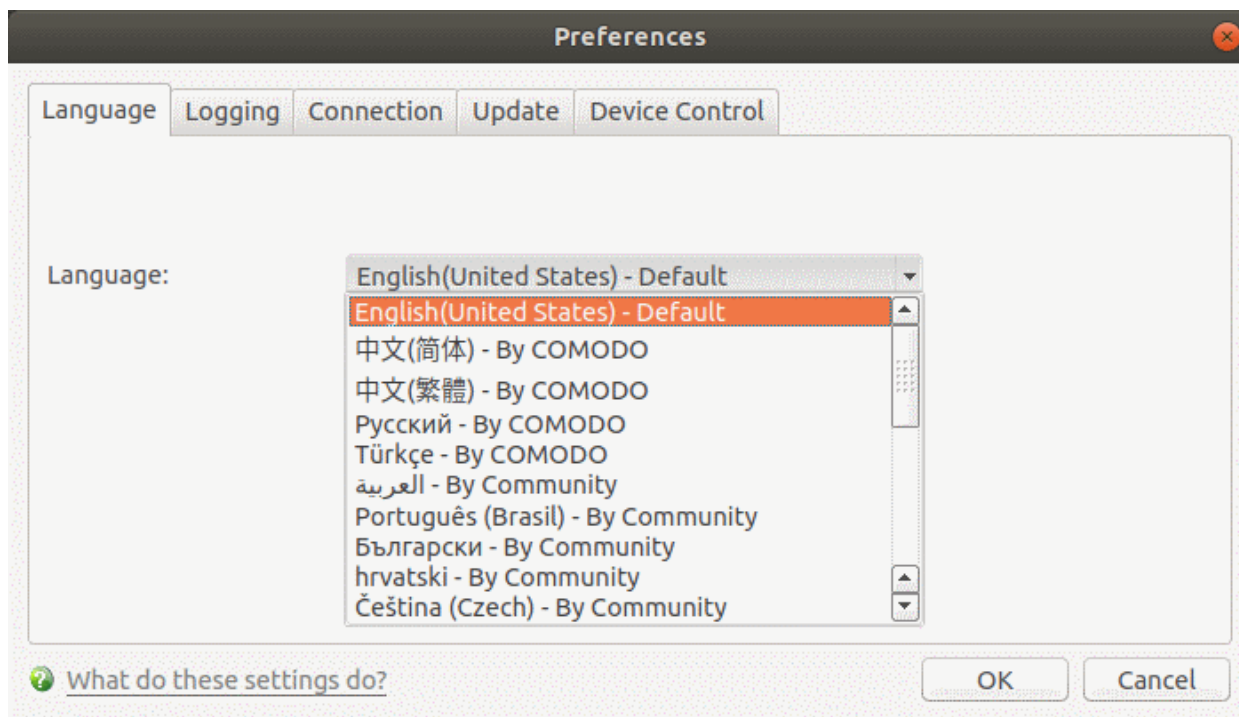 Preferences
Language Logging Connection Update Device Control
Language: English(United States) - Default
English(United States) - Default
中文(简体) - By COMODO
中文(繁體) - By COMODO
Русский - By COMODO
Türkçe - By COMODO
العربية - By Community
Português (Brasil) - By Community
Български - By Community
hrvatski - By Community
Čeština (Czech) - By Community
What do these settings do? OK Cancel